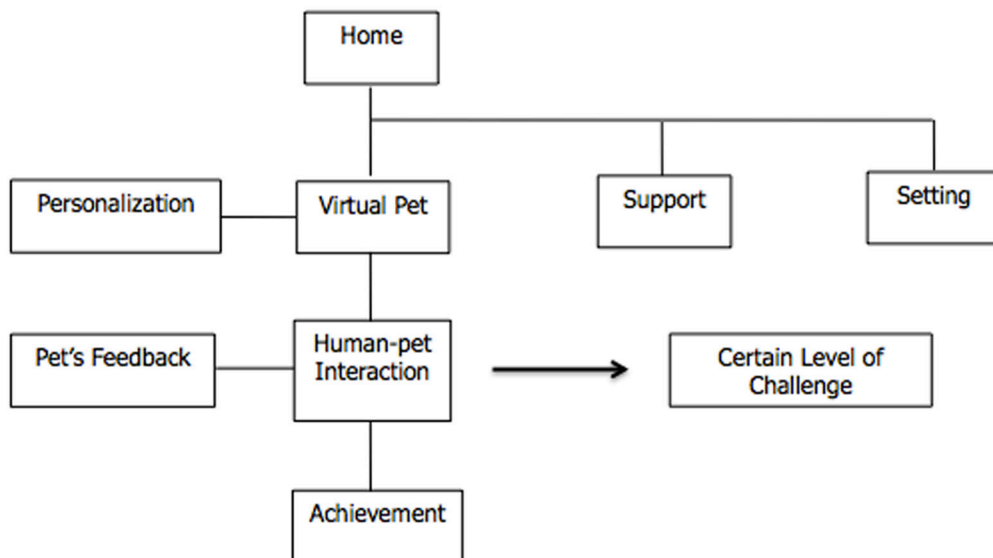 Home
Personalization
Virtual Pet
Support
Setting
Pet's Feedback
Human-pet
Interaction
Certain Level of
Challenge
Achievement